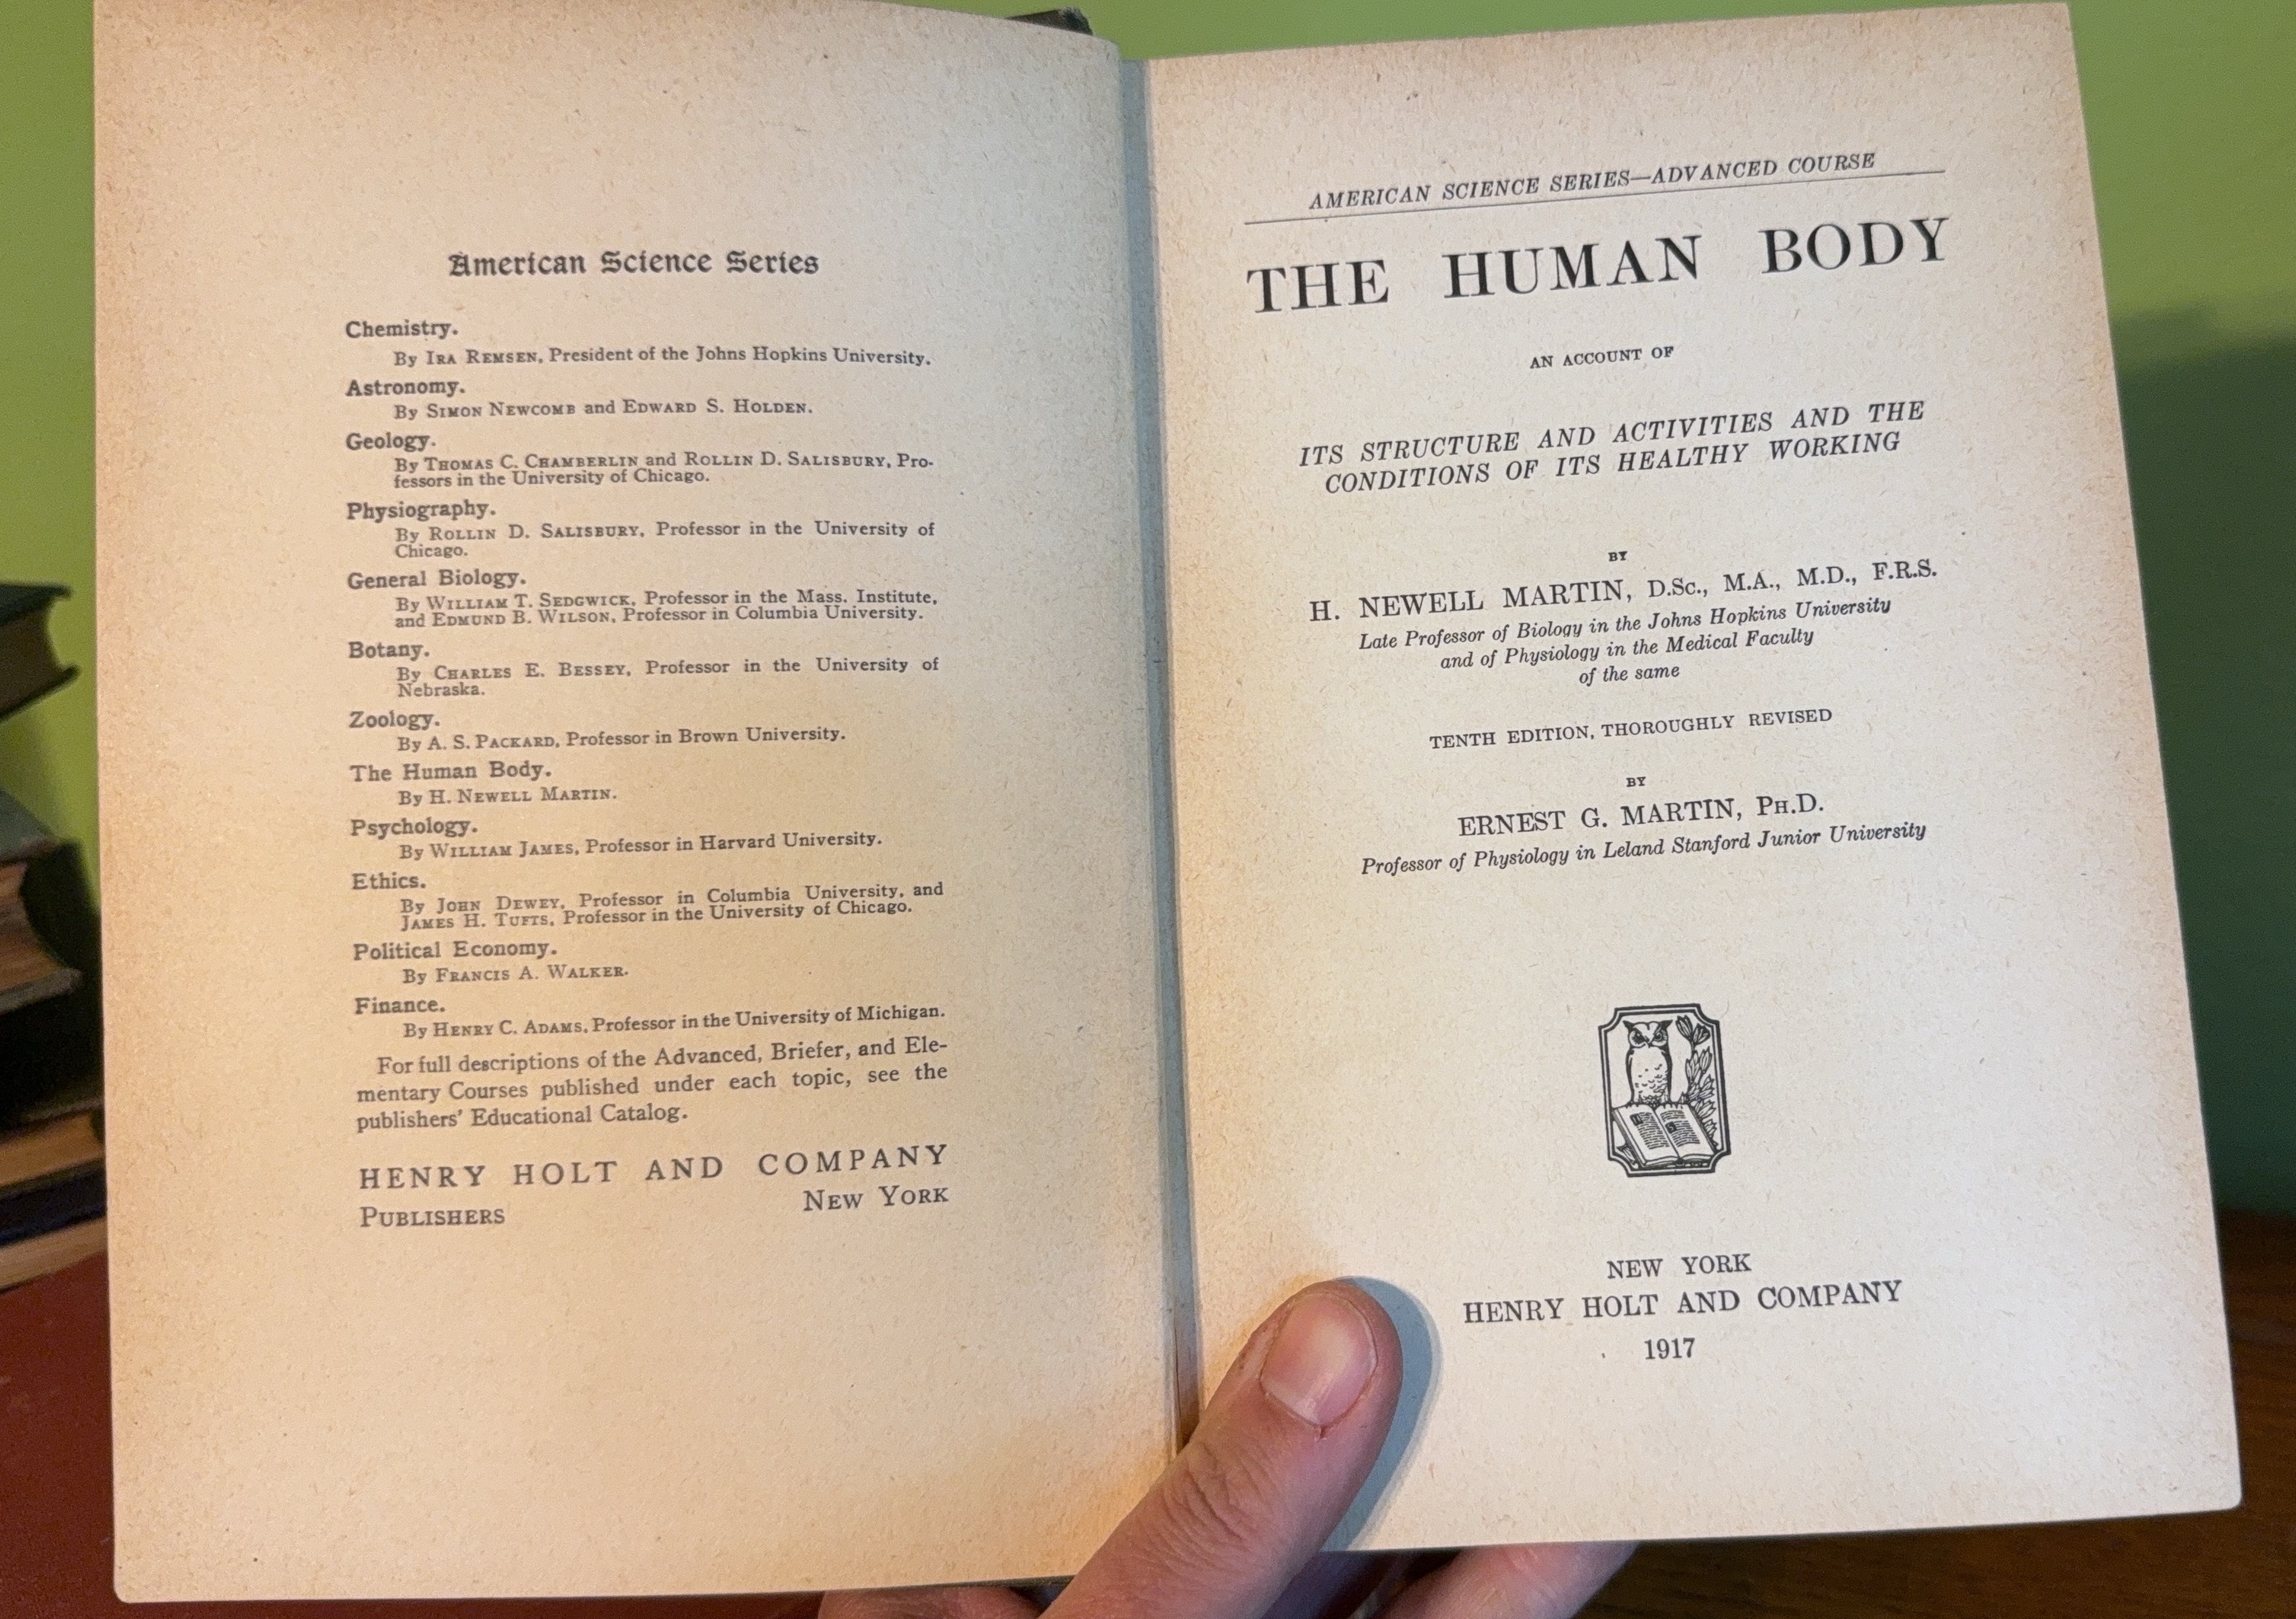 American Science Series
Chemistry.
By IRA REMSEN, President of the Johns Hopkins University.
Astronomy.
By SIMON NEWCOMB and EDWARD S. HOLDEN.
Geology.
By THOMAS C. CHAMBERLIN and ROLLIN D. SALISBURY, Pro-
fessors in the University of Chicago.
Physiography.
By ROLLIN D. SALISBURY, Professor in the University of
Chicago.
General Biology.
By WILLIAM T. SEDGWICK, Professor in the Mass. Institute,
and EDMUND B. WILSON, Professor in Columbia University.
Botany.
By CHARLES E. BESSEY, Professor in the University of
Nebraska.
Zoology.
By A. S. PACKARD, Professor in Brown University.
The Human Body.
By H. NEWELL MARTIN.
Psychology.
By WILLIAM JAMES, Professor in Harvard University.
Ethics.
By JOHN DEWEY, Professor in Columbia University, and
JAMES H. TUFTS, Professor in the University of Chicago.
Political Economy.
By FRANCIS A. WALKER.
Finance.
By HENRY C. ADAMS, Professor in the University of Michigan.
For full descriptions of the Advanced, Briefer, and Ele-
mentary Courses published under each topic, see the
publishers' Educational Catalog.
HENRY HOLT AND COMPANY
PUBLISHERS NEW YORK
AMERICAN SCIENCE SERIES—ADVANCED COURSE
THE HUMAN BODY
AN ACCOUNT OF
ITS STRUCTURE AND ACTIVITIES AND THE
CONDITIONS OF ITS HEALTHY WORKING
BY
H. NEWELL MARTIN, D.Sc., M.A., M.D., F.R.S.
Late Professor of Biology in the Johns Hopkins University
and of Physiology in the Medical Faculty
of the same
TENTH EDITION, THOROUGHLY REVISED
BY
ERNEST G. MARTIN, PH.D.
Professor of Physiology in Leland Stanford Junior University
NEW YORK
HENRY HOLT AND COMPANY
1917